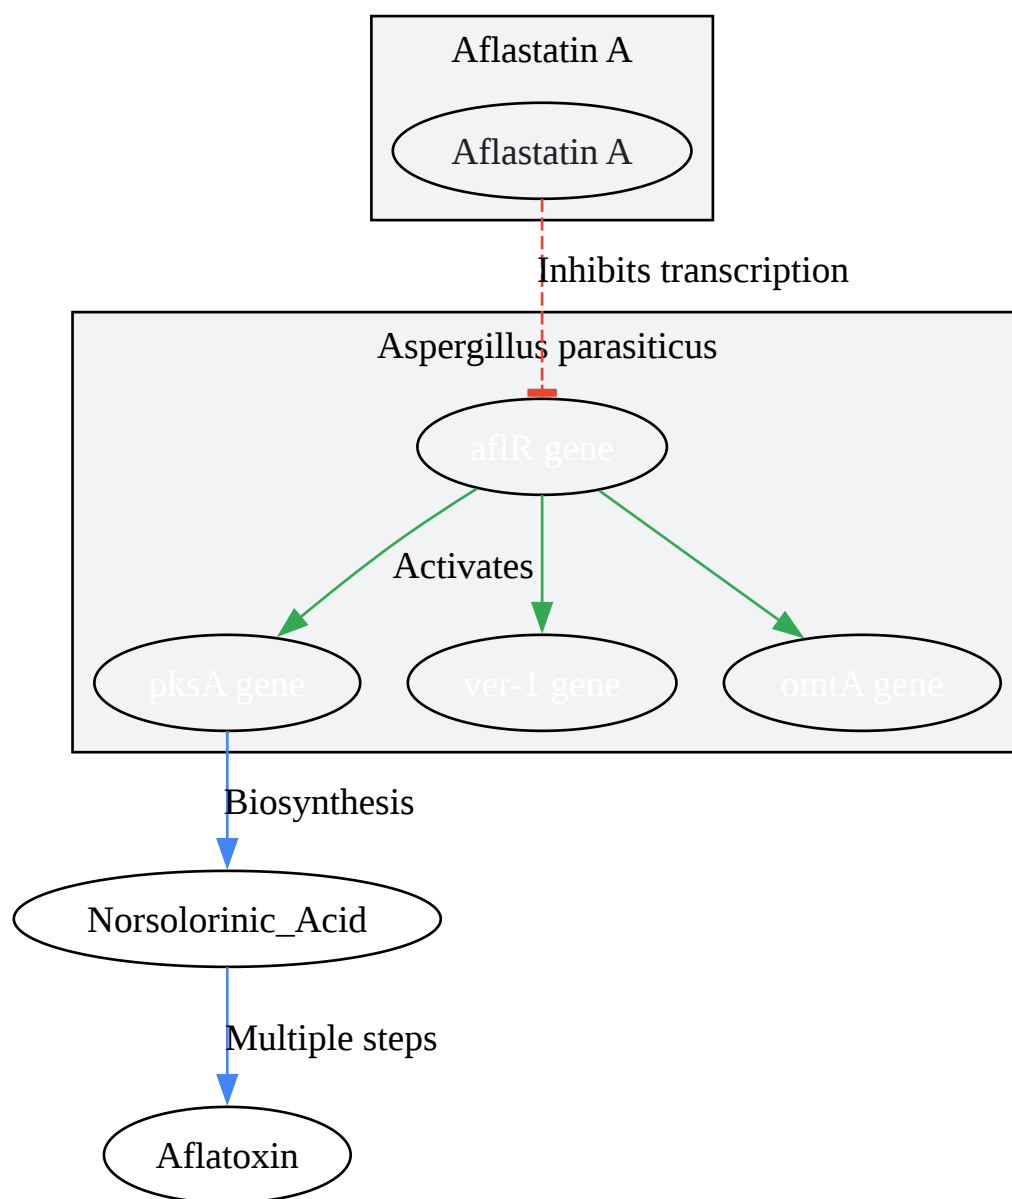 Aflastatin A
Aflastatin A
Inhibits transcription
Aspergillus parasiticus
aflR gene
Activates
pksA gene
ver-1 gene
omtA gene
Biosynthesis
Norsolorinic_Acid
Multiple steps
Aflatoxin